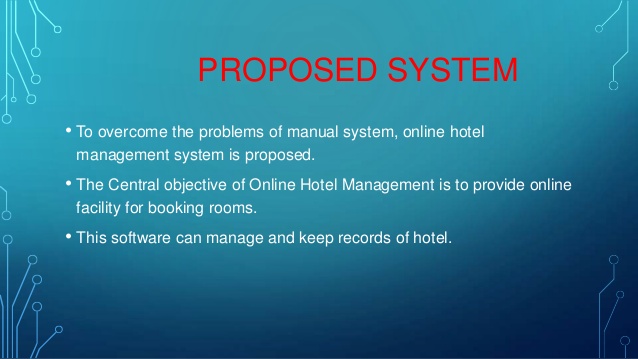 PROPOSED SYSTEM
• To overcome the problems of manual system, online hotel
management system is proposed.
• The Central objective of Online Hotel Management is to provide online
facility for booking rooms.
• This software can manage and keep records of hotel.